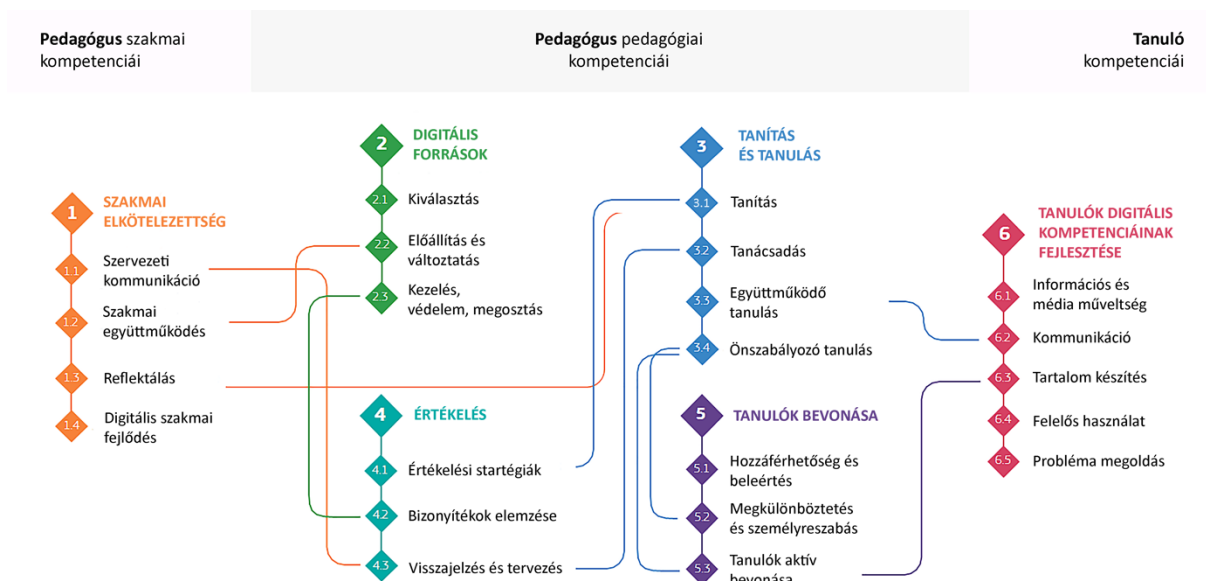 Pedagógus szakmai
kompetenciái
Pedagógus pedagógiai
kompetenciái
Tanuló
kompetenciái
1
SZAKMAI
ELKÖTELEZETTSÉG
1.1
Szervezeti
kommunikáció
1.2
Szakmai
együttműködés
1.3
Reflektálás
1.4
Digitális szakmai
fejlődés
2
DIGITÁLIS
FORRÁSOK
2.1
Kiválasztás
2.2
Előállítás és
változtatás
2.3
Kezelés,
védelem, megosztás
4
ÉRTÉKELÉS
4.1
Értékelési startégiák
4.2
Bizonyítékok elemzése
4.3
Visszajelzés és tervezés
3
TANÍTÁS
ÉS TANULÁS
3.1
Tanítás
3.2
Tanácsadás
3.3
Együttműködő
tanulás
3.4
Önszabályozó tanulás
5
TANULÓK BEVONÁSA
5.1
Hozzáférhetőség és
beleértés
5.2
Megkülönböztetés
és személyreszabás
5.3
Tanulók aktív
bevonása
6
TANULÓK DIGITÁLIS
KOMPETENCIÁINAK
FEJLESZTÉSE
6.1
Információs és
média műveltség
6.2
Kommunikáció
6.3
Tartalom készítés
6.4
Felelős használat
6.5
Probléma megoldás